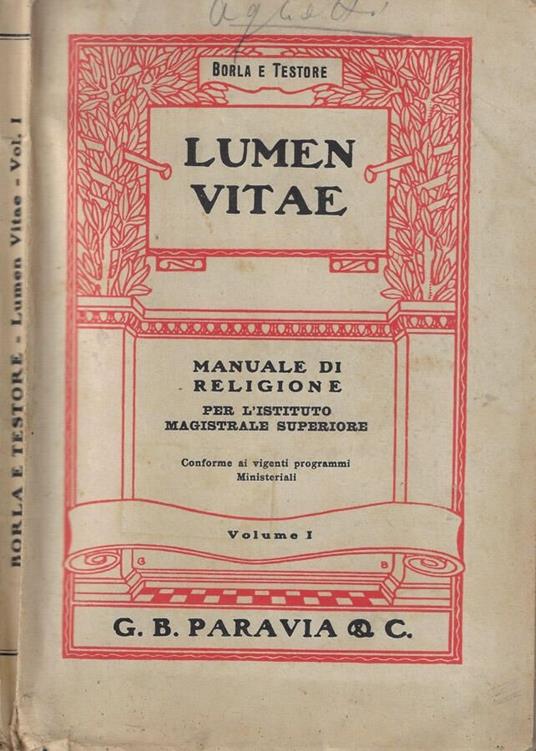 BORLA E TESTORE
LUMEN
VITAE
MANUALE DI
RELIGIONE
PER L'ISTITUTO
MAGISTRALE SUPERIORE
Conforme ai vigenti programmi
Ministeriali
Volume I
G B
G. B. PARAVIA & C.
BORLA E TESTORE - Lumen Vitae - Vol. I